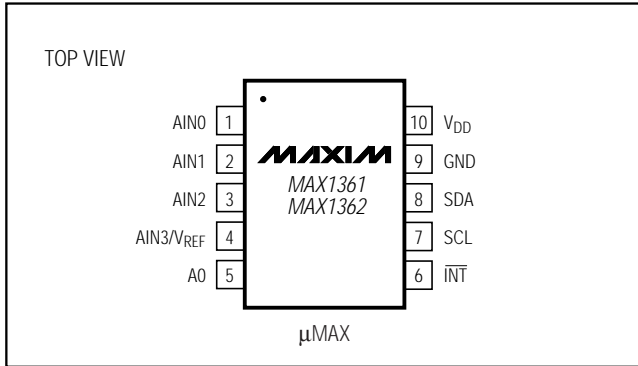 TOP VIEW
AIN0 1
AIN1 2
AIN2 3
AIN3/VREF 4
A0 5
MAXIM
MAX1361
MAX1362
10 VDD
9 GND
8 SDA
7 SCL
6 INT
μMAX